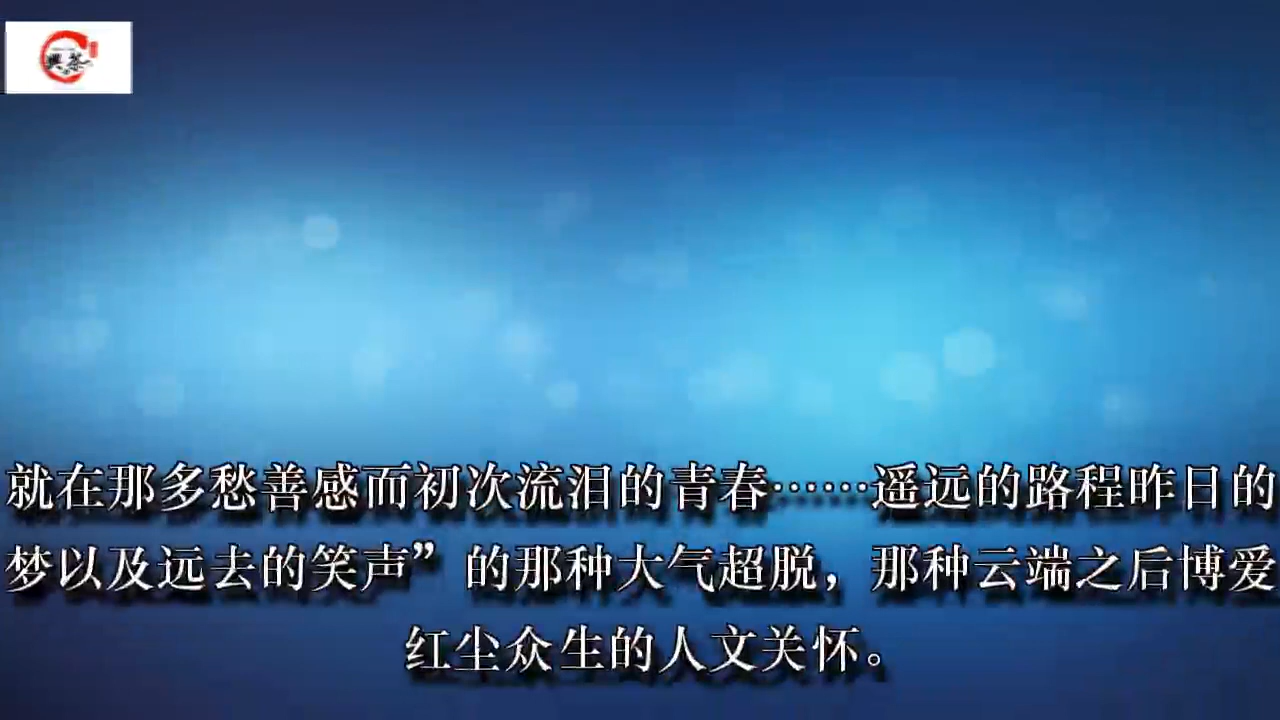 興茶
就在那多愁善感而初次流泪的青春……遥远的路程昨日的
梦以及远去的笑声”的那种大气超脱，那种云端之后博爱
红尘众生的人文关怀。